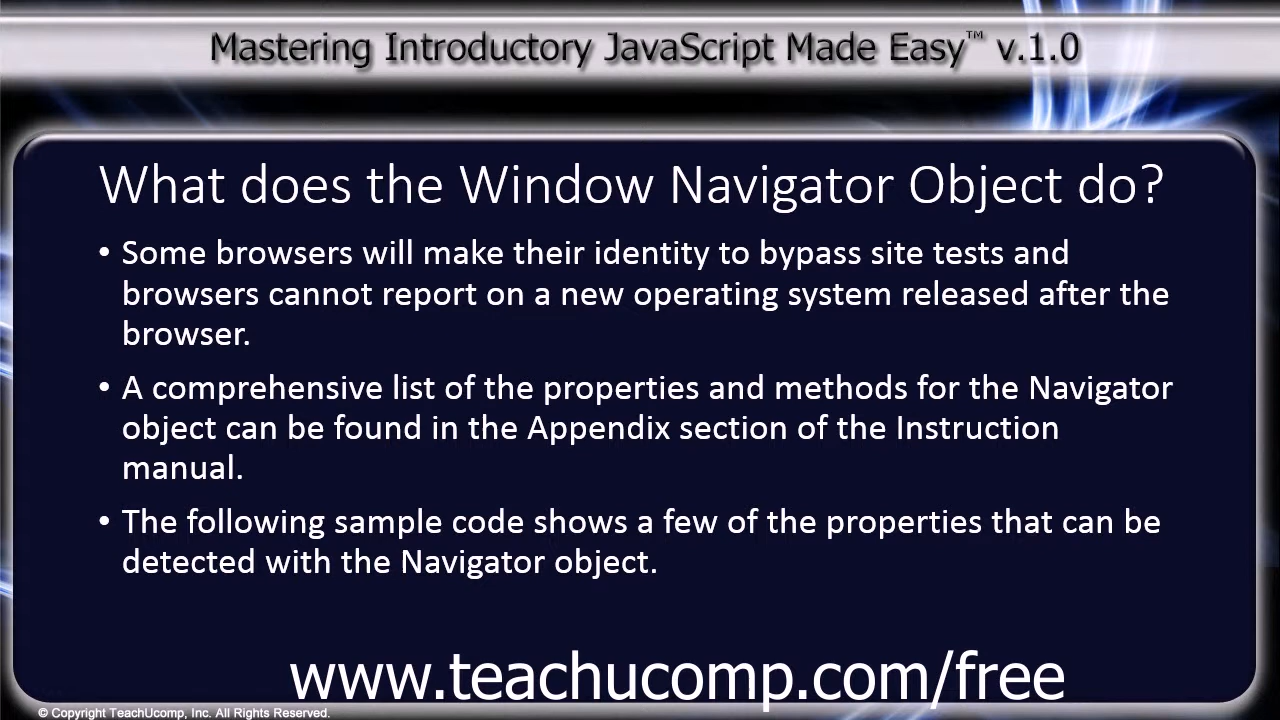 Mastering Introductory JavaScript Made Easy™ v.1.0
What does the Window Navigator Object do?
• Some browsers will make their identity to bypass site tests and
browsers cannot report on a new operating system released after the
browser.
• A comprehensive list of the properties and methods for the Navigator
object can be found in the Appendix section of the Instruction
manual.
• The following sample code shows a few of the properties that can be
detected with the Navigator object.
www.teachucomp.com/free
© Copyright TeachUcomp, Inc. All Rights Reserved.